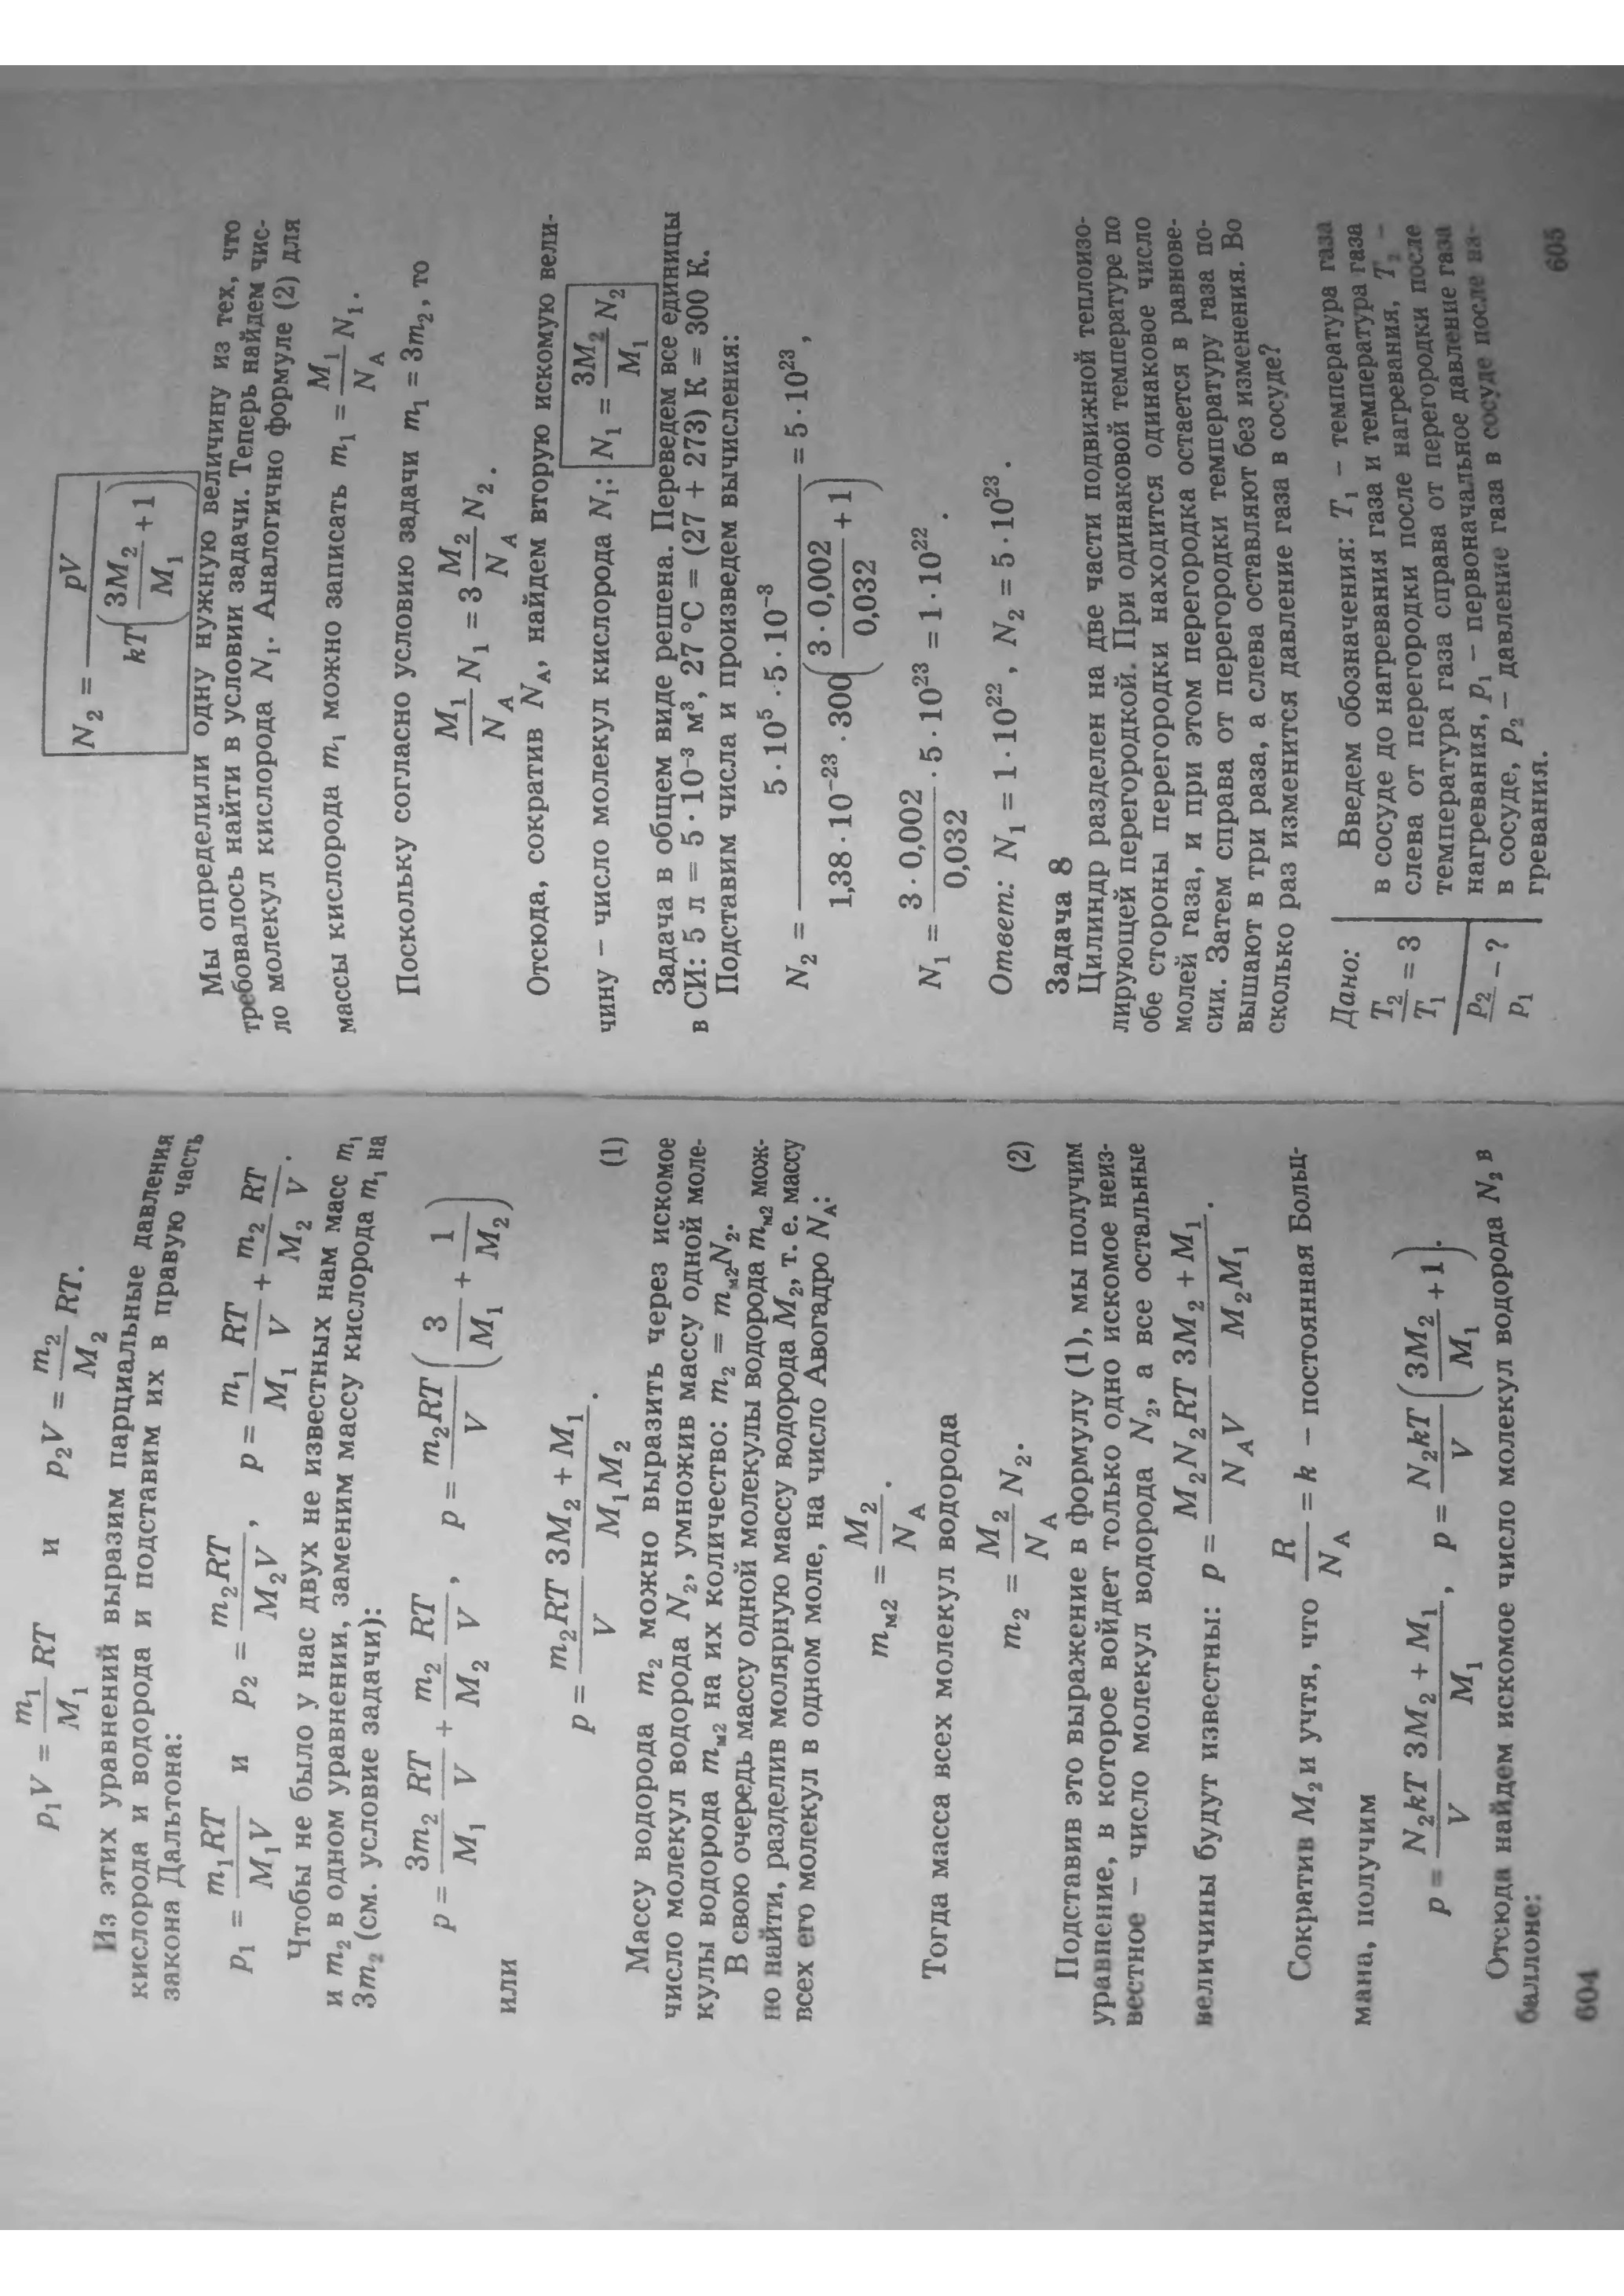 p₁V = m₁/M₁ RT и p₂V = m₂/M₂ RT.
Из этих уравнений выразим парциальные давления
кислорода и водорода и подставим их в правую часть
закона Дальтона:
p₁ = m₁RT/M₁V и p₂ = m₂RT/M₂V, p = m₁/M₁ RT/V + m₂/M₂ RT/V.
Чтобы не было у нас двух не известных нам масс m₁
и m₂ в одном уравнении, заменим массу кислорода m₁ на
3m₂ (см. условие задачи):
p = 3m₂/M₁ RT/V + m₂/M₂ RT/V, p = m₂RT/V (3/M₁ + 1/M₂)
или
p = m₂RT/V 3M₂ + M₁/M₁M₂. (1)
Массу водорода m₂ можно выразить через искомое
число молекул водорода N₂, умножив массу одной моле-
кулы водорода mм₂ на их количество: m₂ = mм₂N₂.
В свою очередь массу одной молекулы водорода mм₂ мож-
но найти, разделив молярную массу водорода M₂, т. е. массу
всех его молекул в одном моле, на число Авогадро N_A:
mм₂ = M₂/N_A.
Тогда масса всех молекул водорода
m₂ = M₂/N_A N₂. (2)
Подставив это выражение в формулу (1), мы получим
уравнение, в которое войдет только одно искомое неиз-
вестное – число молекул водорода N₂, а все остальные
величины будут известны: p = M₂N₂RT/N_AV 3M₂ + M₁/M₂M₁.
Сократив M₂ и учтя, что R/N_A = k – постоянная Больц-
мана, получим
p = N₂kT/V 3M₂ + M₁/M₁, p = N₂kT/V (3M₂/M₁ + 1).
Отсюда найдем искомое число молекул водорода N₂ в
баллоне:
604
N₂ = pV/kT(3M₂/M₁ + 1)
Мы определили одну нужную величину из тех, что
требовалось найти в условии задачи. Теперь найдем чис-
ло молекул кислорода N₁. Аналогично формуле (2) для
массы кислорода m₁ можно записать m₁ = M₁/N_A N₁.
Поскольку согласно условию задачи m₁ = 3m₂, то
M₁/N_A N₁ = 3 M₂/N_A N₂.
Отсюда, сократив N_A, найдем вторую искомую вели-
чину – число молекул кислорода N₁: N₁ = 3M₂/M₁ N₂
Задача в общем виде решена. Переведем все единицы
в СИ: 5 л = 5 · 10⁻³ м³, 27 °C = (27 + 273) К = 300 К.
Подставим числа и произведем вычисления:
N₂ = 5·10⁵·5·10⁻³/1,38·10⁻²³·300(3·0,002/0,032 + 1) = 5·10²³,
N₁ = 3·0,002/0,032 · 5·10²³ = 1·10²².
Ответ: N₁ = 1·10²², N₂ = 5·10²³.
Задача 8
Цилиндр разделен на две части подвижной теплоизо-
лирующей перегородкой. При одинаковой температуре по
обе стороны перегородки находится одинаковое число
молей газа, и при этом перегородка остается в равнове-
сии. Затем справа от перегородки температуру газа по-
вышают в три раза, а слева оставляют без изменения. Во
сколько раз изменится давление газа в сосуде?
Дано:
T₂/T₁ = 3
p₂/p₁ – ?
Введем обозначения: T₁ – температура газа
в сосуде до нагревания газа и температура газа
слева от перегородки после нагревания, T₂ –
температура газа справа от перегородки после
нагревания, p₁ – первоначальное давление газа
в сосуде, p₂ – давление газа в сосуде после на-
гревания.
605